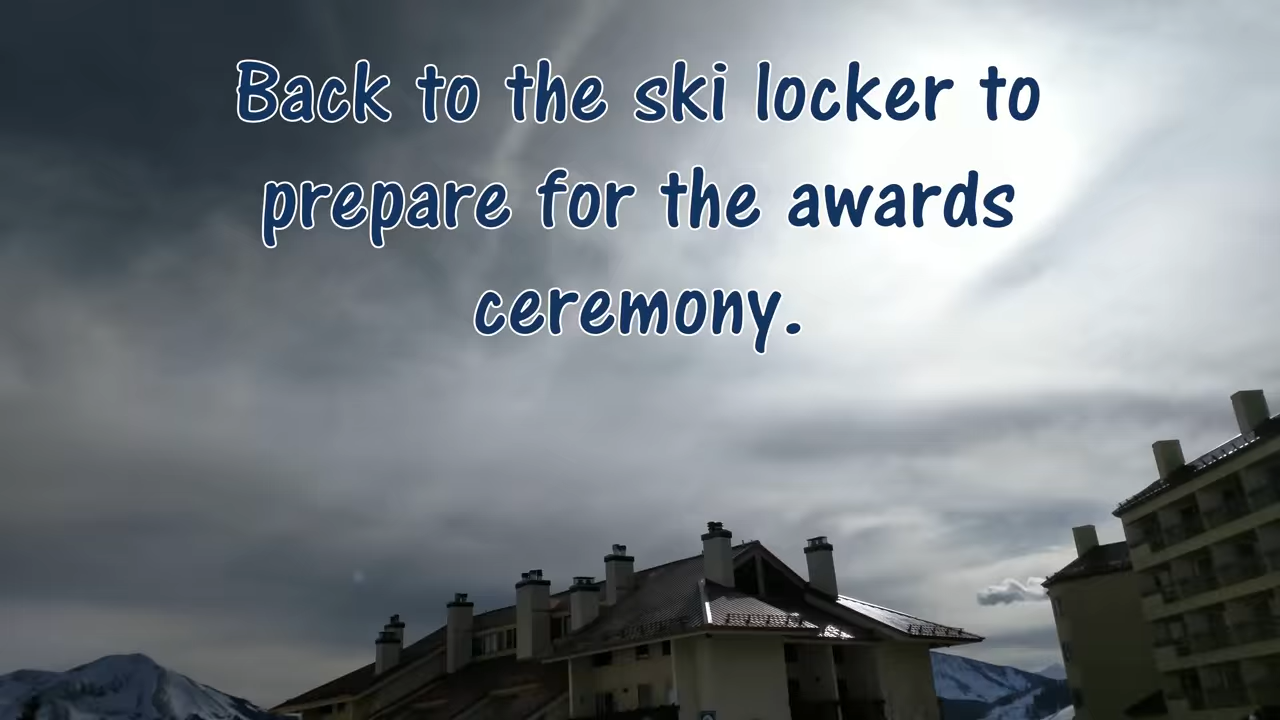 Back to the ski locker to
prepare for the awards
ceremony.